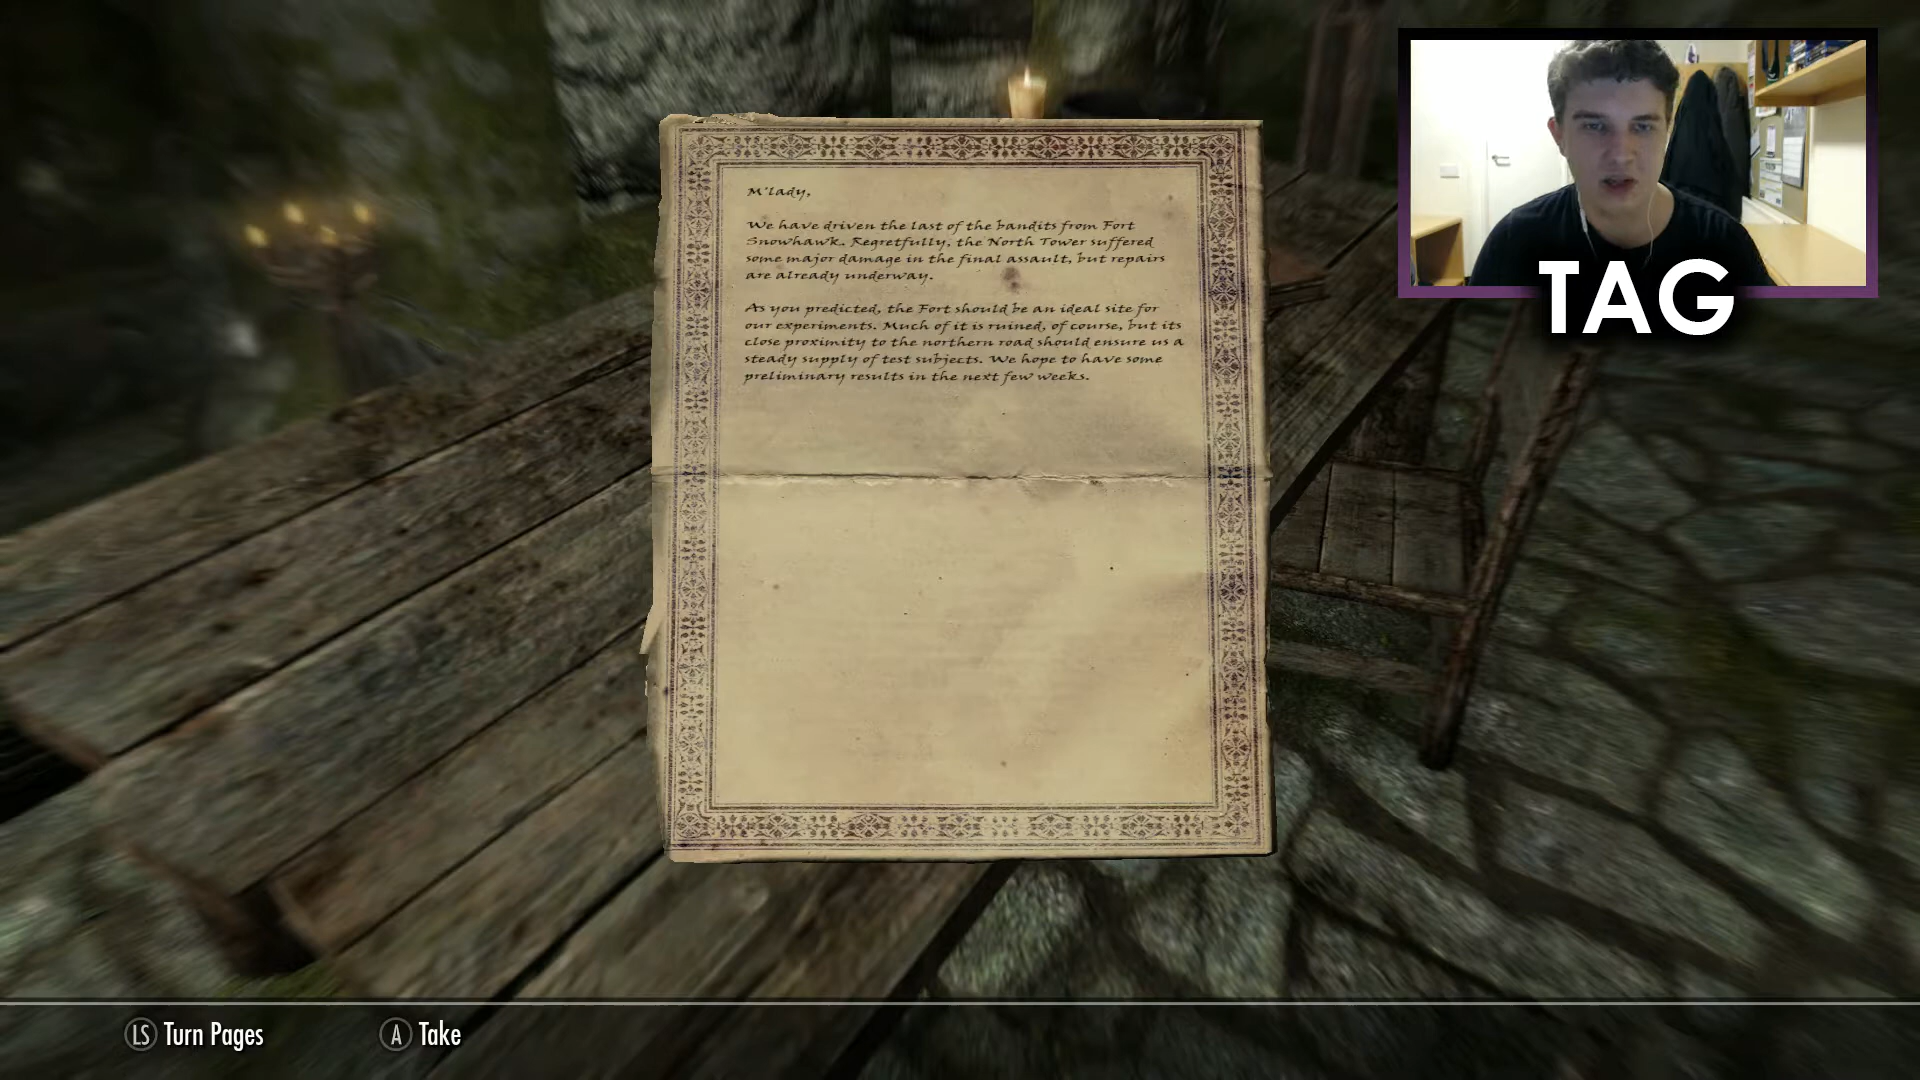 M'lady,
We have driven the last of the bandits from Fort
Snowhawk. Regretfully, the North Tower suffered
some major damage in the final assault, but repairs
are already underway.
As you predicted, the Fort should be an ideal site for
our experiments. Much of it is ruined, of course, but its
close proximity to the northern road should ensure us a
steady supply of test subjects. We hope to have some
preliminary results in the next few weeks.
TAG
LS Turn Pages
A Take